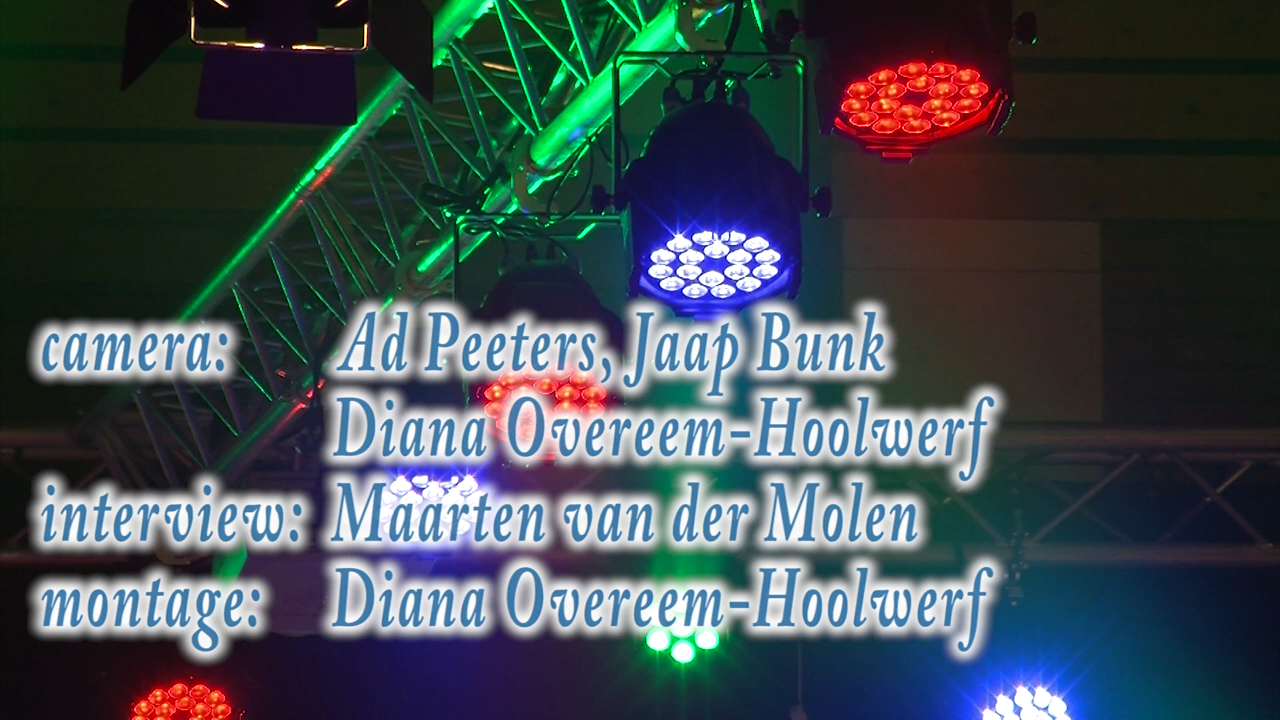 camera: Ad Peeters, Jaap Bunk
Diana Overeem-Hoolwerf
interview: Maarten van der Molen
montage: Diana Overeem-Hoolwerf